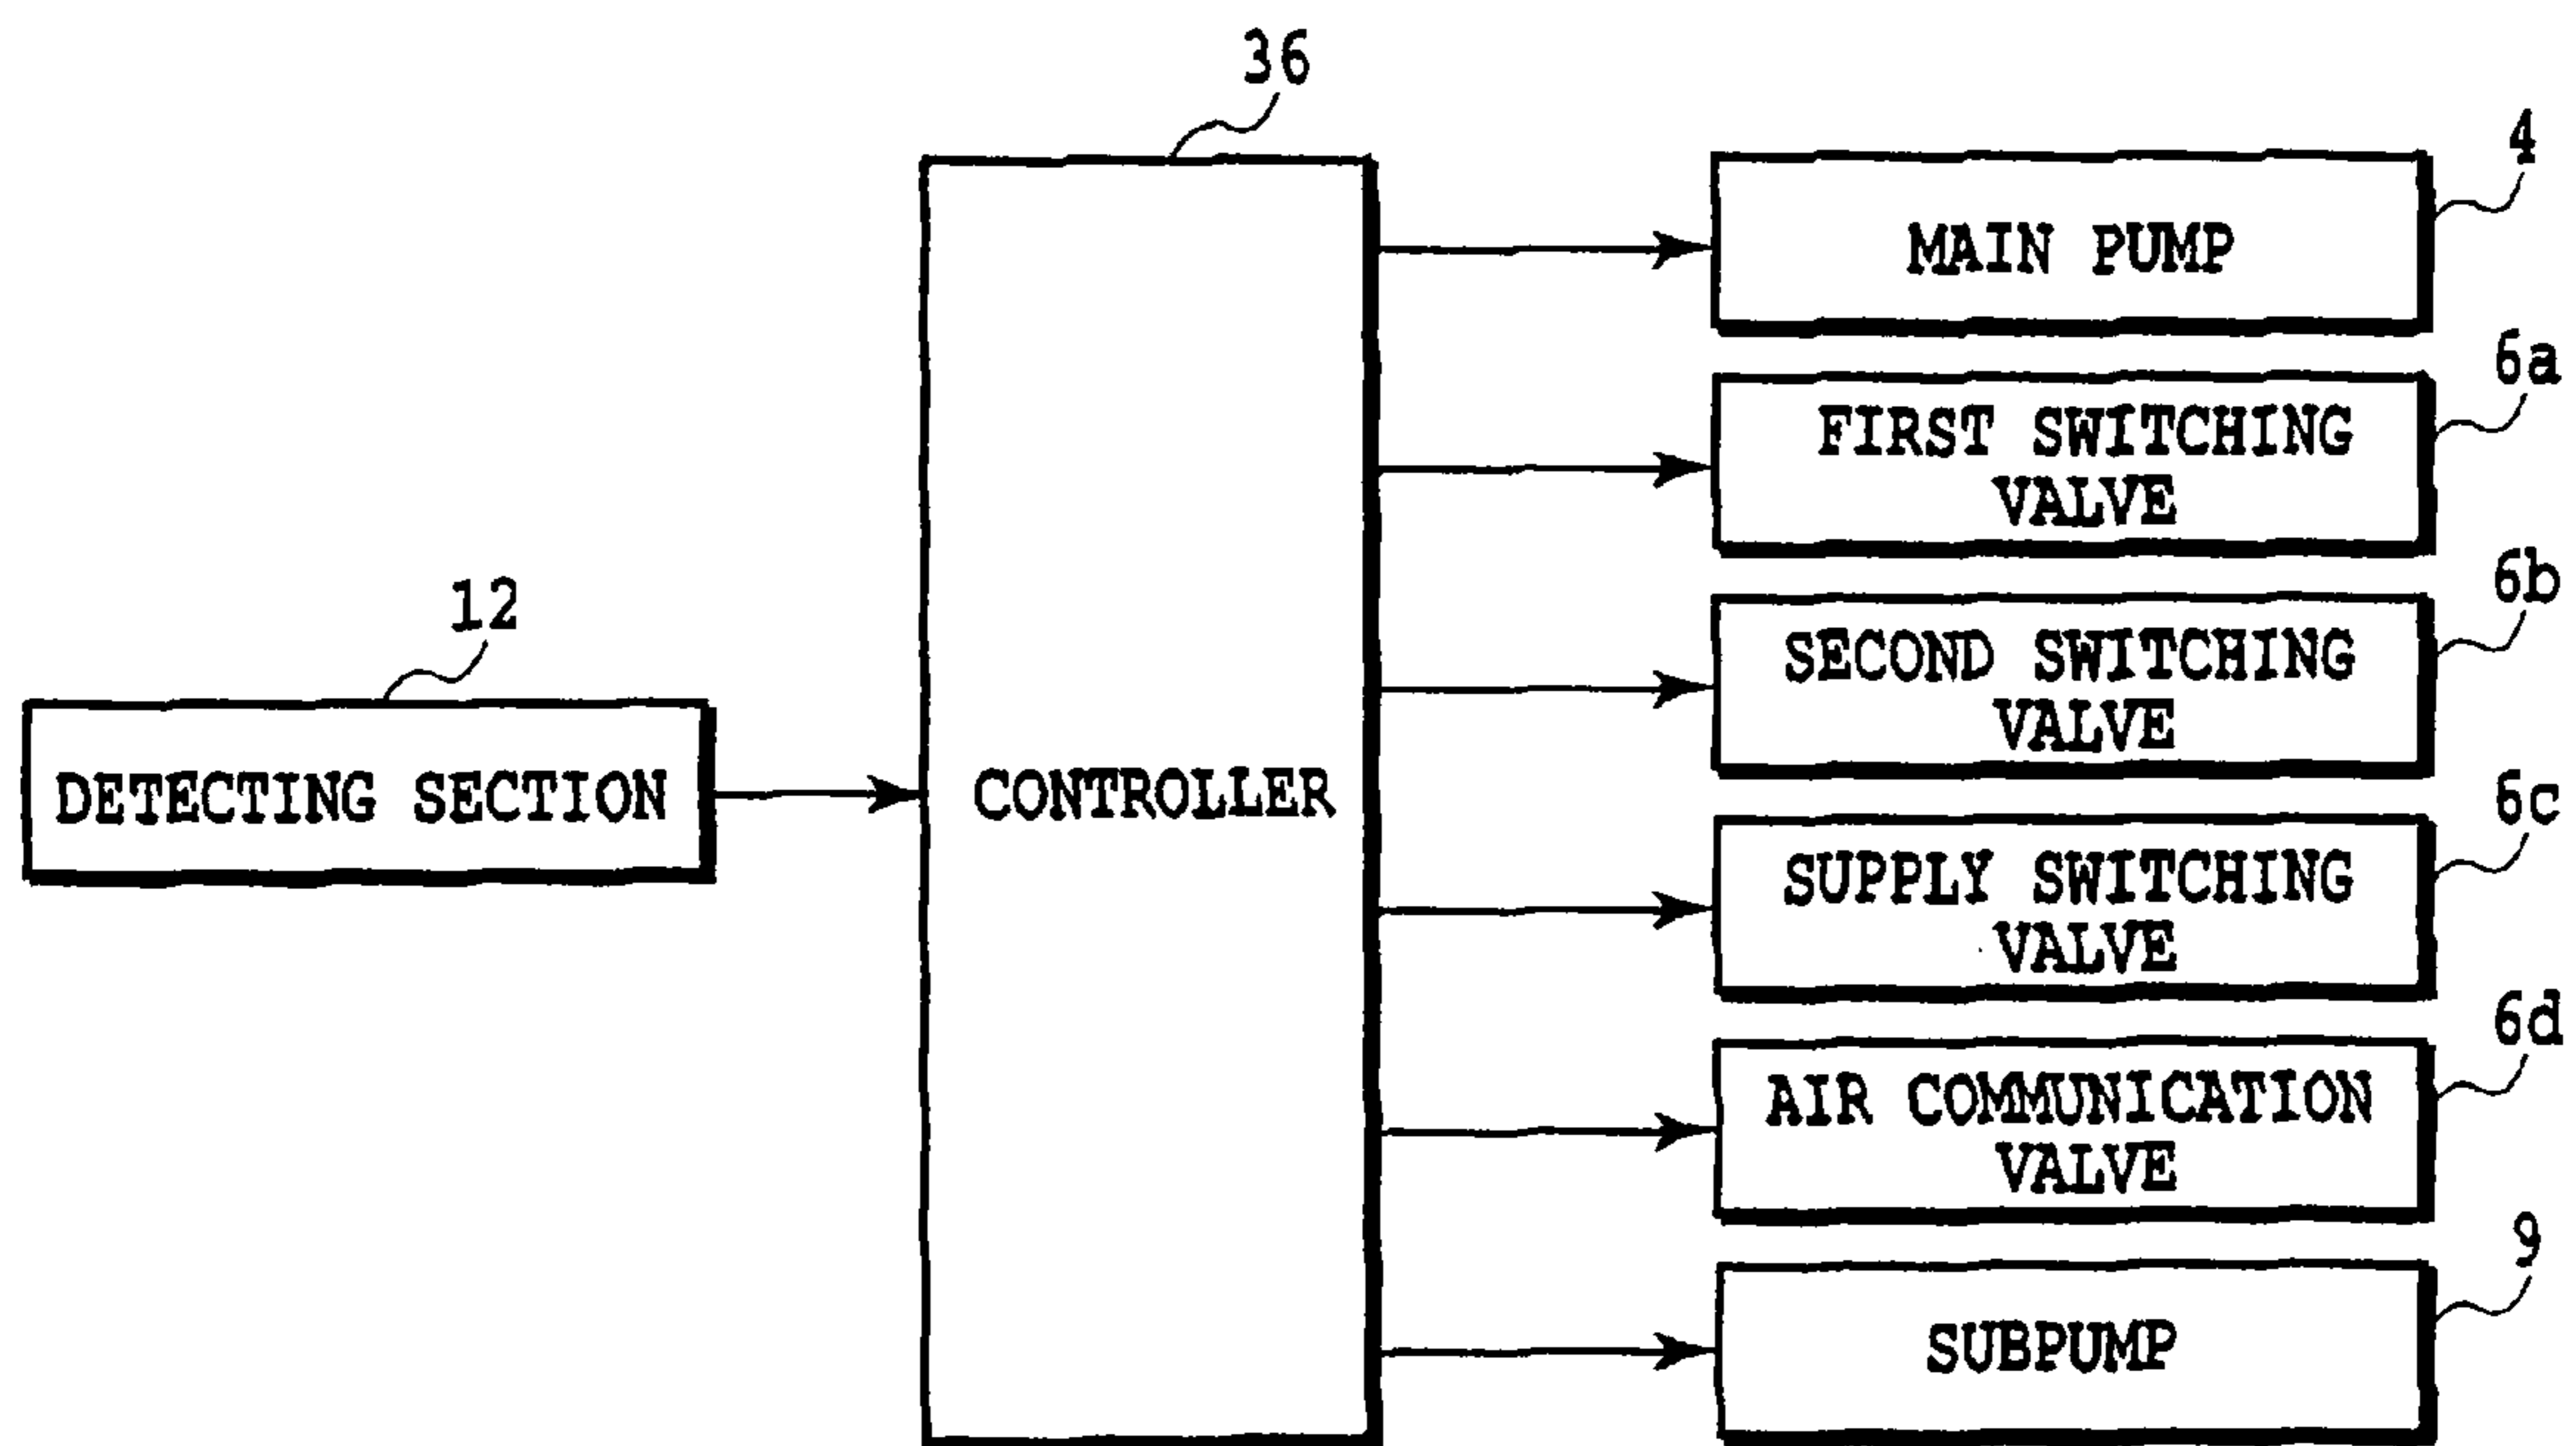 36
4
MAIN PUMP
6a
FIRST SWITCHING
VALVE
6b
SECOND SWITCHING
VALVE
12
DETECTING SECTION
CONTROLLER
6c
SUPPLY SWITCHING
VALVE
6d
AIR COMMUNICATION
VALVE
9
SUBPUMP